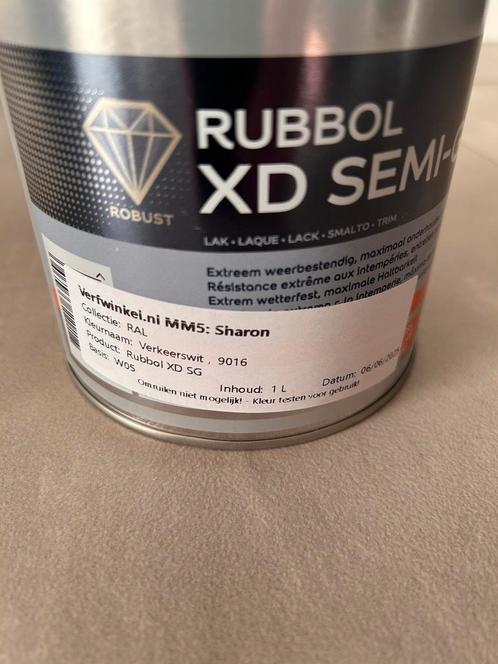 RUBBOL
XD SEMI-G
ROBUST
LAK • LAQUE • LACK • SMALTO • TRIM
Extreem weerbestendig, maximaal
Résistance extrême aux intempéries,
Extrem wetterfest, maximale Haltbarkeit
intemperie,
Verfwinkel.nl MM5: Sharon
Collectie: RAL
Kleurnaam: Verkeerswit , 9016
Product: Rubbol XD SG
Basis: W05
Inhoud: 1 L
Datum: 06/06/2025
Omruilen niet mogelijk! - Kleur testen voor gebruik!